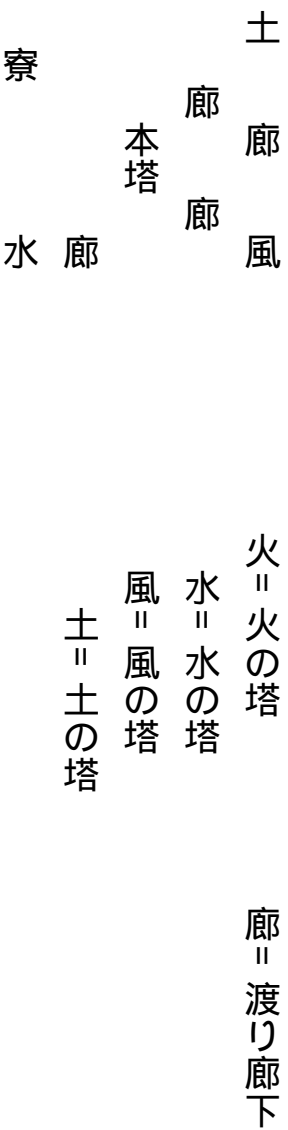 土　廊　風　火=火の塔　廊=渡り廊下
廊　廊　水=水の塔
本塔　風=風の塔
廊　土=土の塔
寮　水